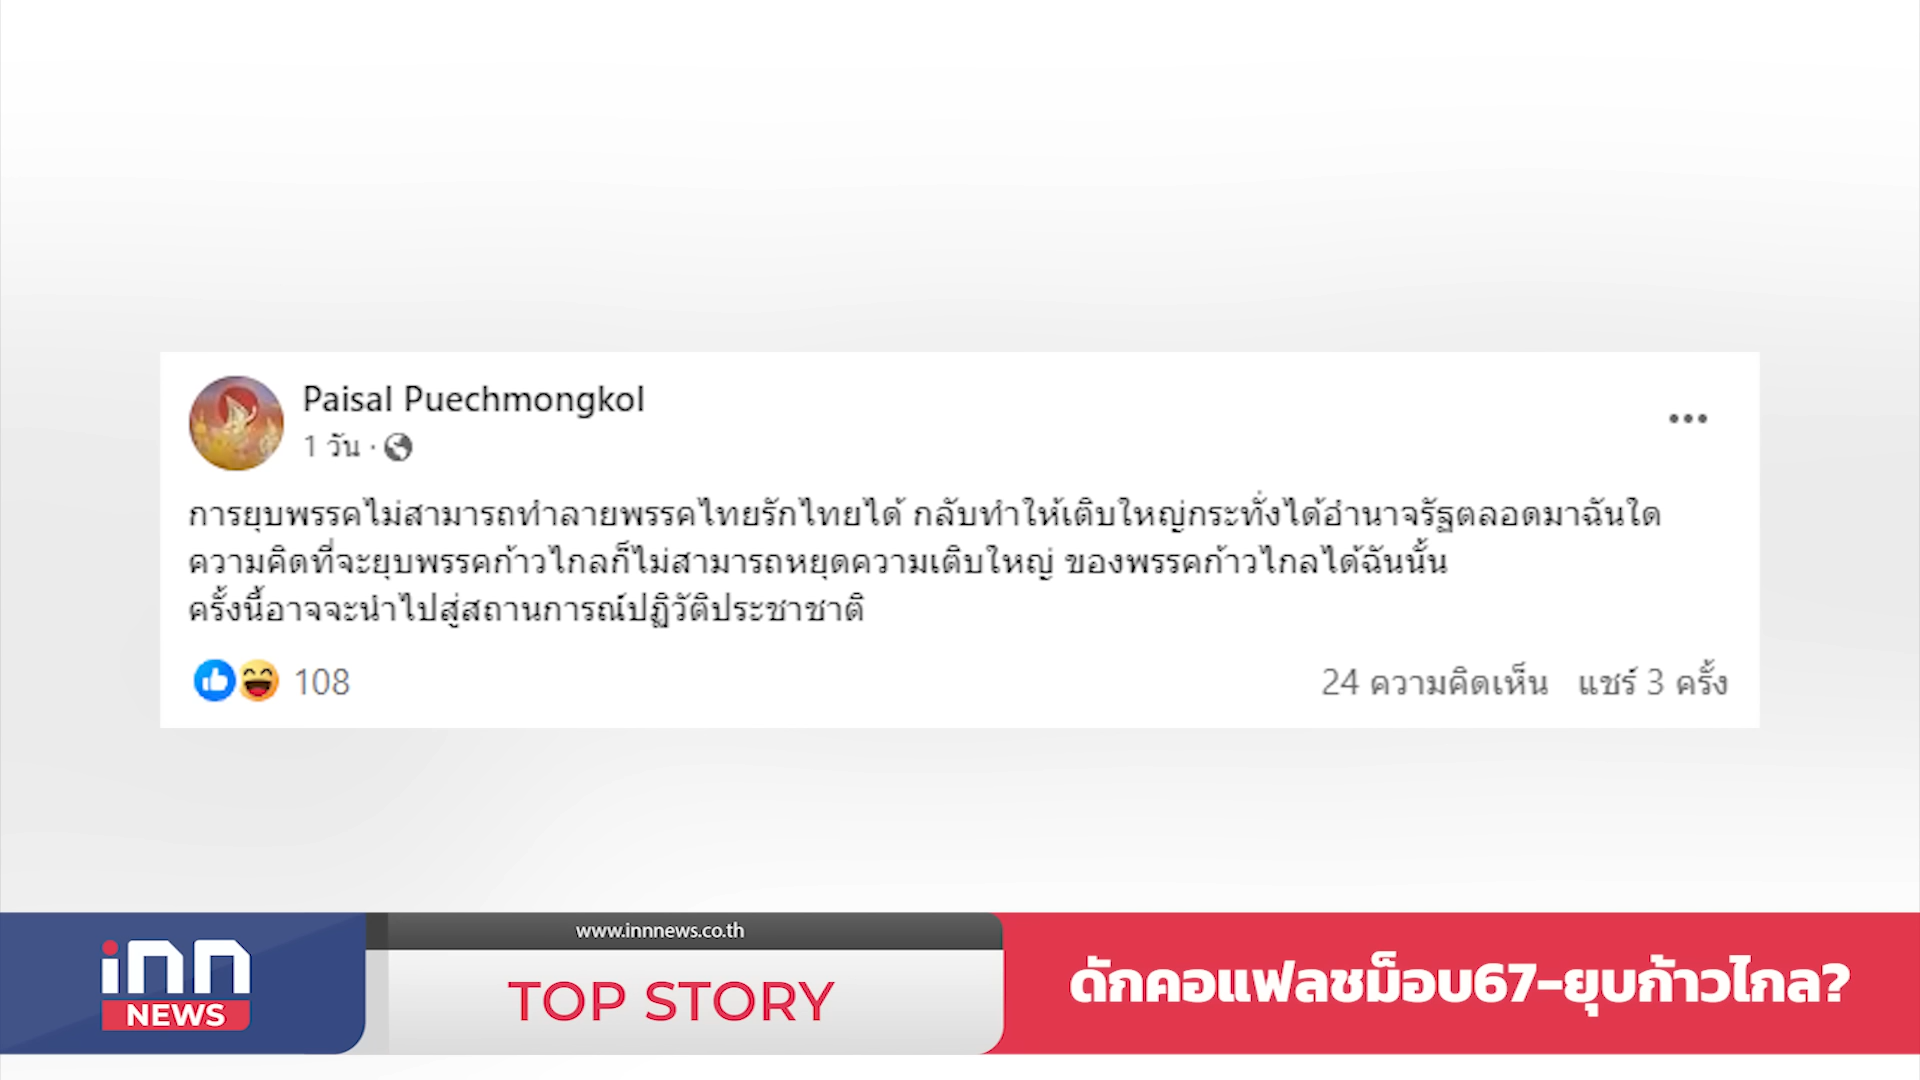 Paisal Puechmongkol
1 วัน ·
การยุบพรรคไม่สามารถทำลายพรรคไทยรักไทยได้ กลับทำให้เติบใหญ่กระทั่งได้อำนาจรัฐตลอดมาฉันใด
ความคิดที่จะยุบพรรคก้าวไกลก็ไม่สามารถหยุดความเติบใหญ่ ของพรรคก้าวไกลได้ฉันนั้น
ครั้งนี้อาจจะนำไปสู่สถานการณ์ปฏิวัติประชาชาติ
108
24 ความคิดเห็น แชร์ 3 ครั้ง
www.innnews.co.th
inn
NEWS
TOP STORY
ดักคอแฟลชม็อบ67-ยุบก้าวไกล?